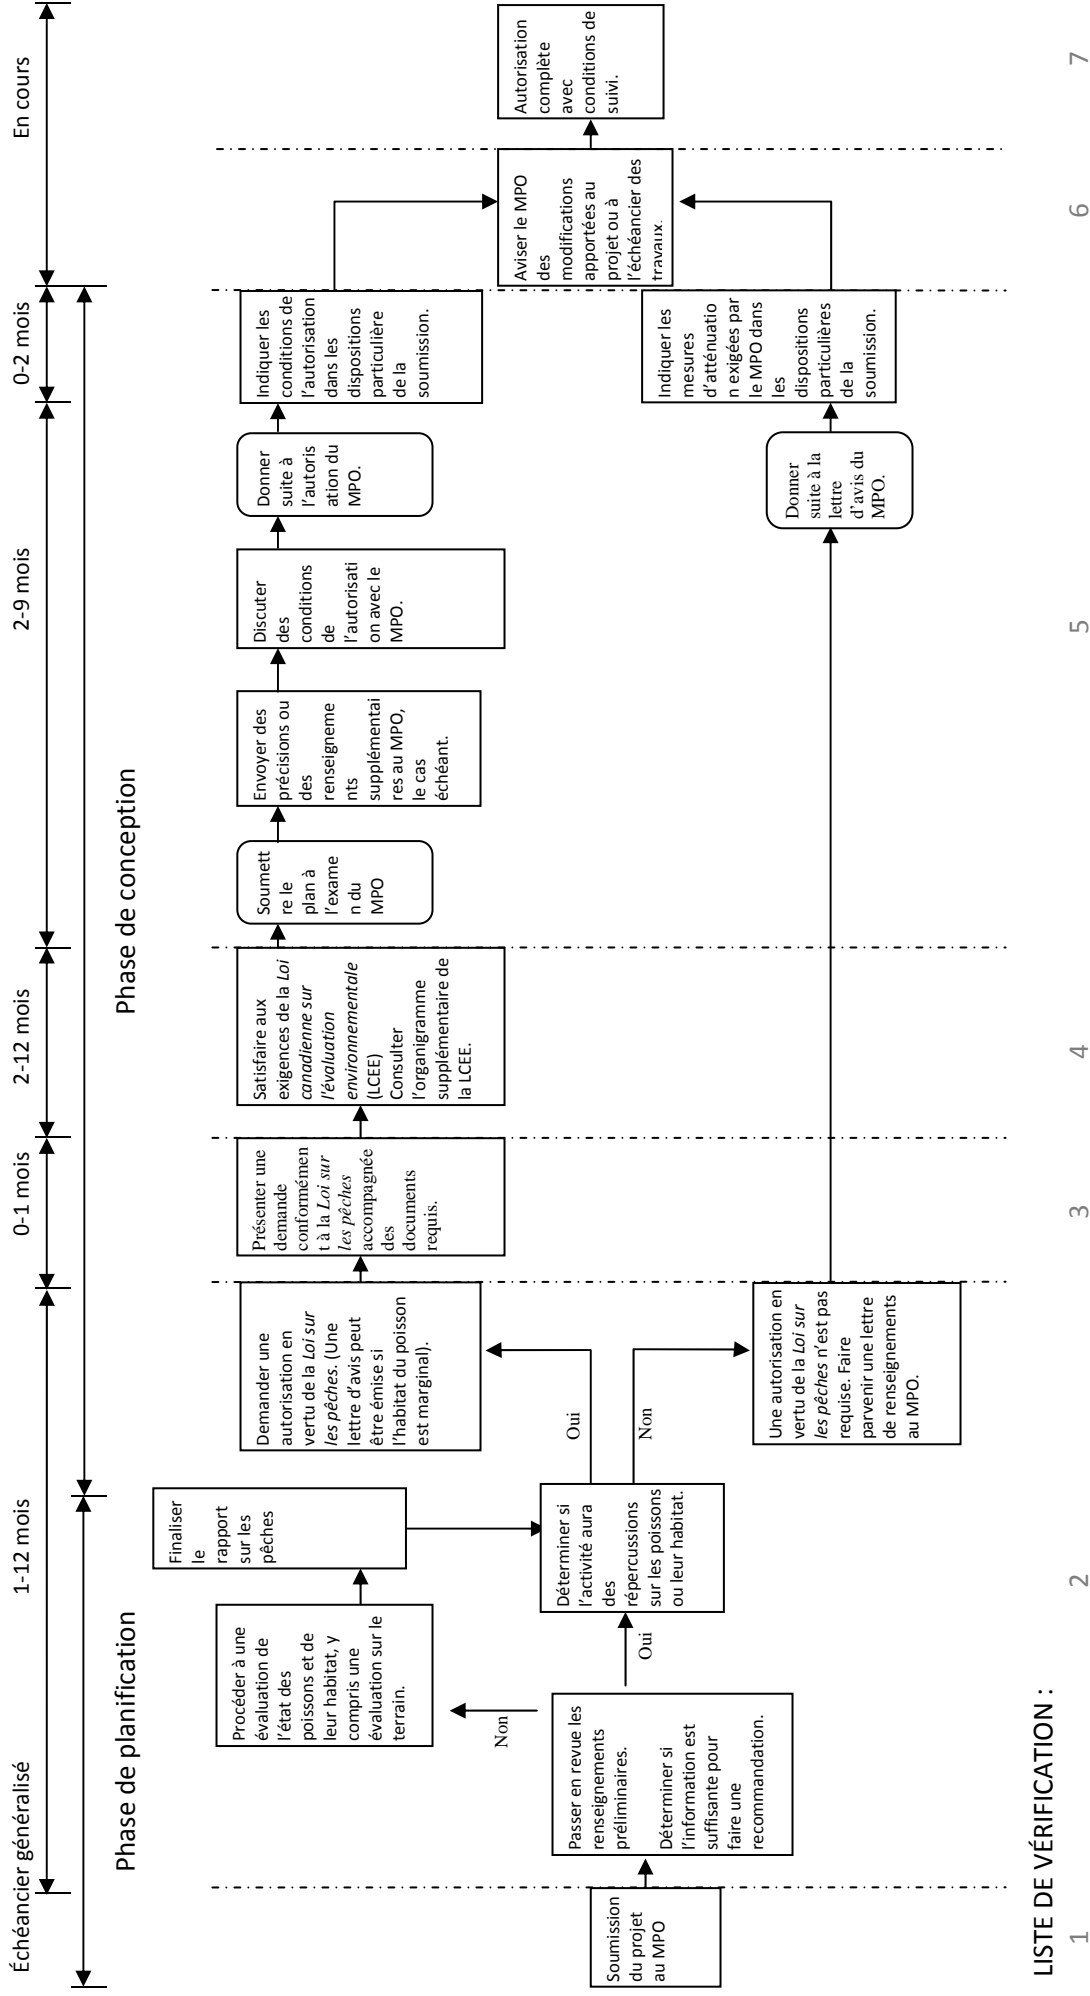 Échéancier généralisé
1-12 mois
0-1 mois
2-12 mois
2-9 mois
0-2 mois
En cours
Phase de planification
Phase de conception
Soumission
du projet
au MPO
Passer en revue les
renseignements
préliminaires.
Déterminer si
l'information est
suffisante pour
faire une
recommandation.
Non
Oui
Procéder à une
évaluation de
l'état des
poissons et de
leur habitat, y
compris une
évaluation sur le
terrain.
Finaliser
le
rapport
sur les
pêches
Déterminer si
l'activité aura
des
répercussions
sur les poissons
ou leur habitat.
Oui
Non
Demander une
autorisation en
vertu de la Loi sur
les pêches. (Une
lettre d'avis peut
être émise si
l'habitat du poisson
est marginal).
Une autorisation en
vertu de la Loi sur
les pêches n'est pas
requise. Faire
parvenir une lettre
de renseignements
au MPO.
Présenter une
demande
conformémen
t à la Loi sur
les pêches
accompagnée
des
documents
requis.
Satisfaire aux
exigences de la Loi
canadienne sur
l'évaluation
environnementale
(LCEE)
Consulter
l'organigramme
supplémentaire de
la LCEE.
Soumett
re le
plan à
l'exame
n du
MPO
Envoyer des
précisions ou
des
renseigneme
nts
supplémentai
res au MPO,
le cas
échéant.
Discuter
des
conditions
de
l'autorisati
on avec le
MPO.
Donner
suite à
l'autoris
ation du
MPO.
Donner
suite à la
lettre
d'avis du
MPO.
Indiquer les
conditions de
l'autorisation
dans les
dispositions
particulière
de la
soumission.
Indiquer les
mesures
d'atténuatio
n exigées par
le MPO dans
les
dispositions
particulières
de la
soumission.
Aviser le MPO
des
modifications
apportées au
projet ou à
l'échéancier des
travaux.
Autorisation
complète
avec
conditions de
suivi.
LISTE DE VÉRIFICATION :
1
2
3
4
5
6
7